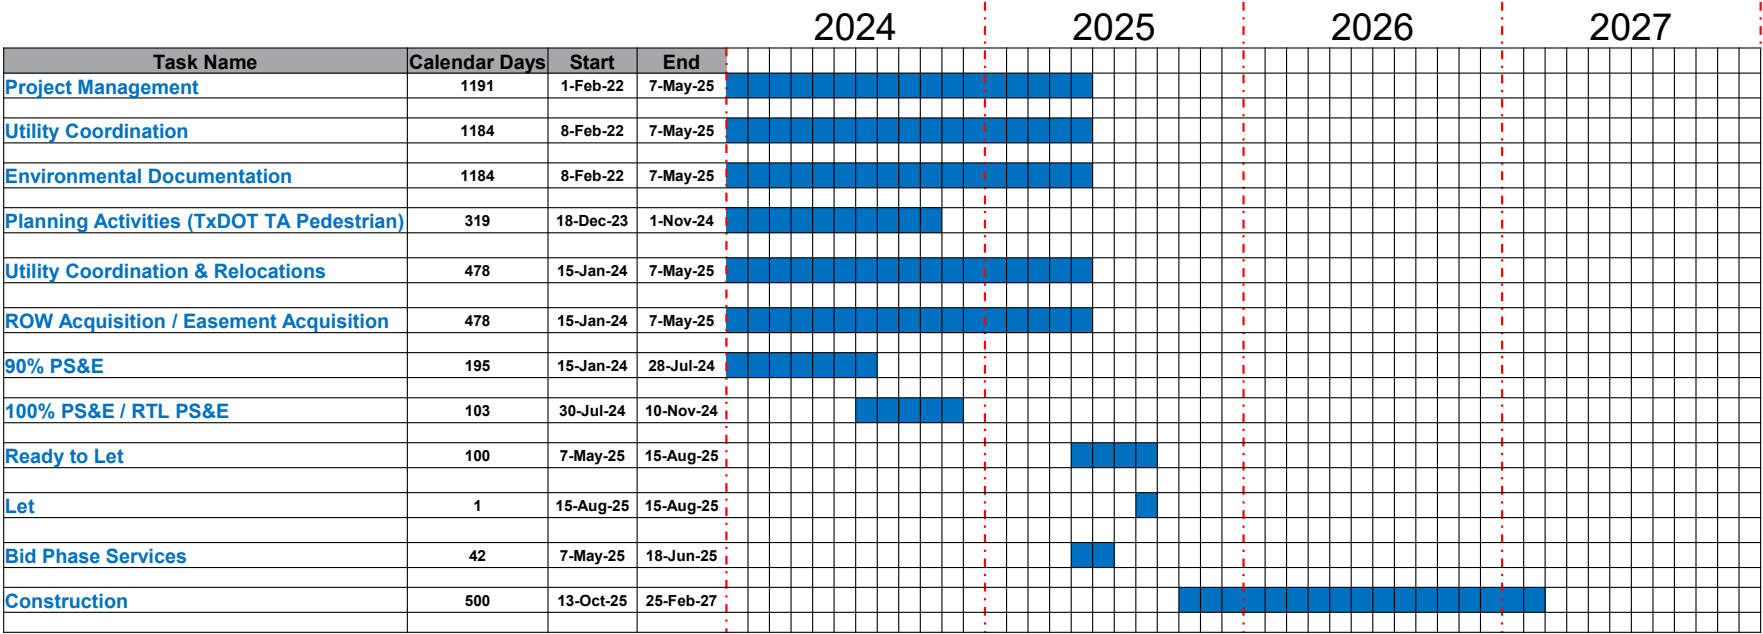 2024 2025 2026 2027
Task Name Calendar Days Start End
Project Management 1191 1-Feb-22 7-May-25
Utility Coordination 1184 8-Feb-22 7-May-25
Environmental Documentation 1184 8-Feb-22 7-May-25
Planning Activities (TxDOT TA Pedestrian) 319 18-Dec-23 1-Nov-24
Utility Coordination & Relocations 478 15-Jan-24 7-May-25
ROW Acquisition / Easement Acquisition 478 15-Jan-24 7-May-25
90% PS&E 195 15-Jan-24 28-Jul-24
100% PS&E / RTL PS&E 103 30-Jul-24 10-Nov-24
Ready to Let 100 7-May-25 15-Aug-25
Let 1 15-Aug-25 15-Aug-25
Bid Phase Services 42 7-May-25 18-Jun-25
Construction 500 13-Oct-25 25-Feb-27